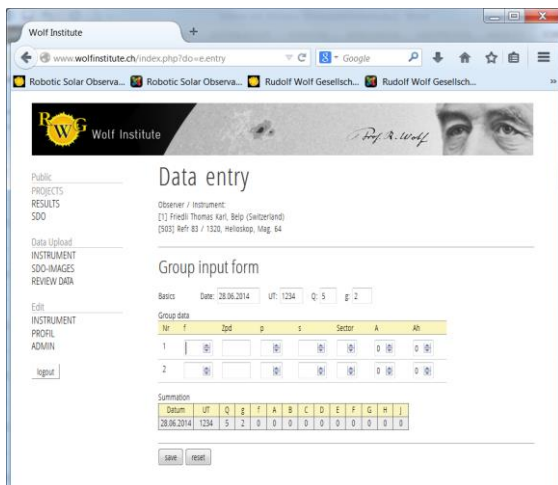 Wolf Institute
www.wolfinstitute.ch/index.php?do=e.entry
Google
Robotic Solar Observa...
Robotic Solar Observa...
Rudolf Wolf Gesellsch...
Rudolf Wolf Gesellsch...
RWG Wolf Institute
Prof. R. Wolf
Public
PROJECTS
RESULTS
SDO
Data Upload
INSTRUMENT
SDO-IMAGES
REVIEW DATA
Edit
INSTRUMENT
PROFIL
ADMIN
logout
Data entry
Observer / Instrument:
[1] Friedli Thomas Karl, Belp (Switzerland)
[503] Refr 83 / 1320, Helioskop, Mag. 64
Group input form
Basics Date: 28.06.2014 UT: 1234 Q: 5 g: 2
Group data
Nr f Zpd p s Sector A Ah
1 0 0
2 0 0
Summation
Datum UT Q g f A B C D E F G H J
28.06.2014 1234 5 2 0 0 0 0 0 0 0 0 0 0
save reset